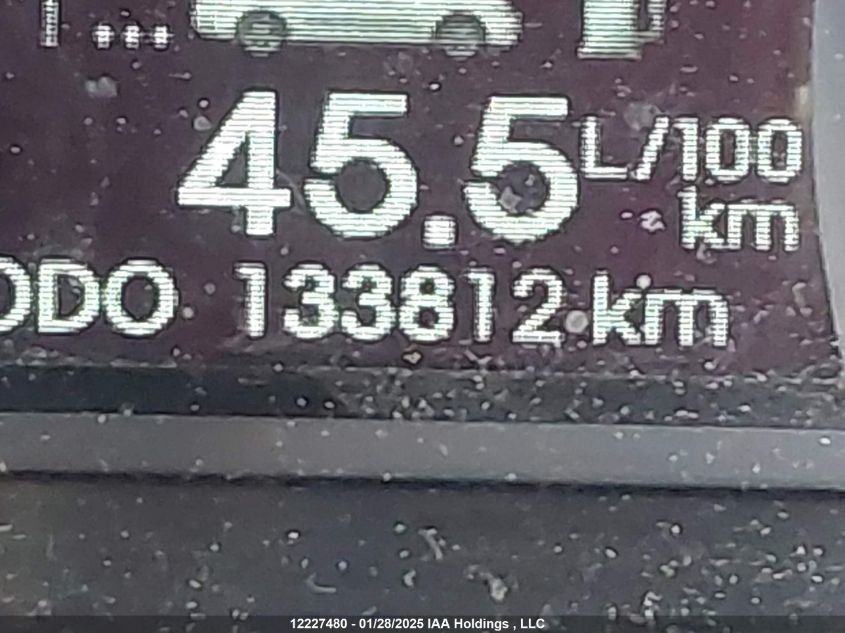 45.5 L/100 km
ODO 133812 km
12227480 - 01/28/2025 IAA Holdings , LLC